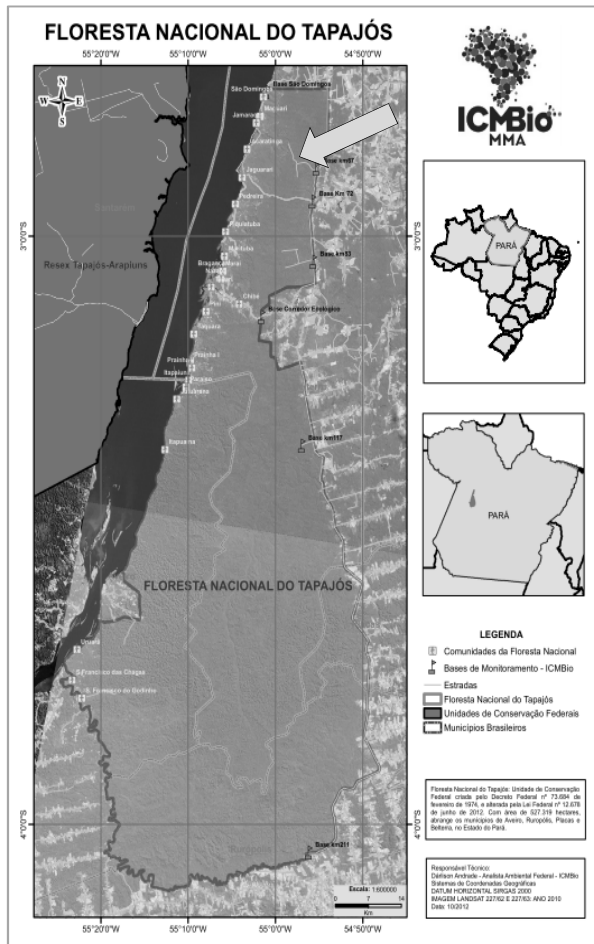 FLORESTA NACIONAL DO TAPAJÓS
55°20'0"W 55°10'0"W 55°0'0"W 54°50'0"W
N
W E
S
Base São Domingos
São Domingos
Maguari
Jamaraquá
Acaratinga
Jaguarari
Base km67
Pedreira
Base Km 72
Piquiatuba
3°0'0"S
3°0'0"S
Marituba
Resex Tapajós-Arapiuns
Base km83
Chibé
Base Corredor Ecológico
Taquara
Prainha I
Prainha
Itapaiuna
Itapuama
Base km117
FLORESTA NACIONAL DO TAPAJÓS
S.Francisco das Chagas
S. Francisco do Godinho
4°0'0"S
4°0'0"S
Base km211
Escala: 1:600000
0 7 14
Km
55°20'0"W 55°10'0"W 55°0'0"W 54°50'0"W
ICMBio
MMA
PARÁ
PARÁ
LEGENDA
Comunidades da Floresta Nacional
Bases de Monitoramento - ICMBio
Estradas
Floresta Nacional do Tapajós
Unidades de Conservação Federais
Municípios Brasileiros
Floresta Nacional do Tapajós: Unidade de Conservação
Federal criada pelo Decreto Federal nº 73.684 de
fevereiro de 1974, e alterada pela Lei Federal nº 12.678
de junho de 2012. Com área de 527.319 hectares,
abrange os municípios de Aveiro, Rurópolis, Placas e
Belterra, no Estado do Pará.
Responsável Técnico:
Dárlison Andrade - Analista Ambiental Federal - ICMBio
Sistemas de Coordenadas Geográficas
DATUM HORIZONTAL SIRGAS 2000
IMAGEM LANDSAT 227/62 E 227/63: ANO 2010
Data: 10/2012